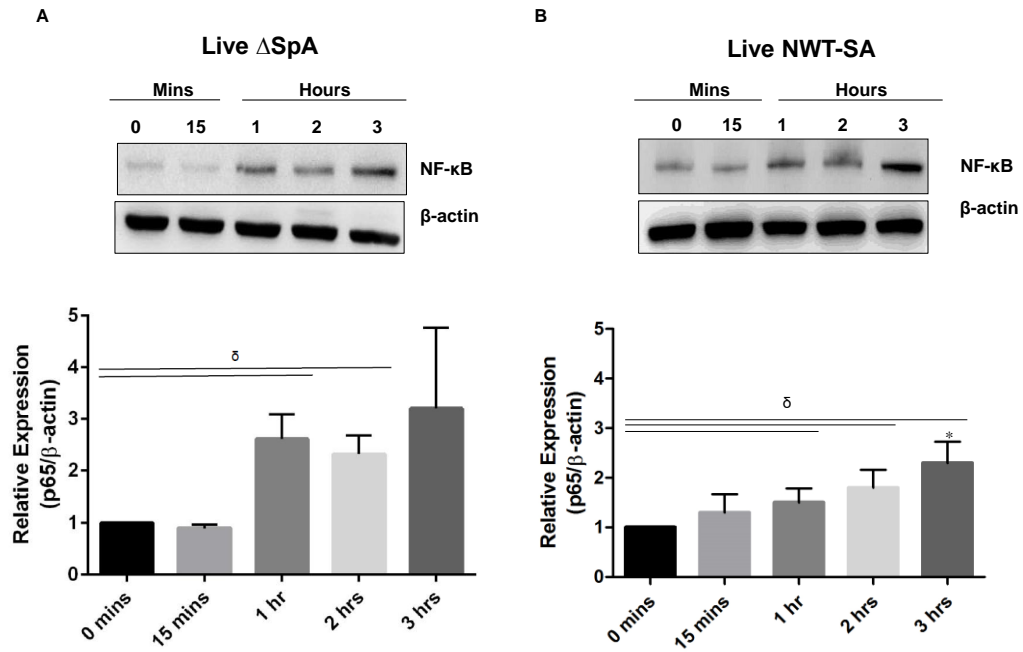 A
Live ΔSpA
Mins Hours
0 15 1 2 3
NF-κB
β-actin
5
4
3
2
1
0
Relative Expression
(p65/β-actin)
δ
0 mins
15 mins
1 hr
2 hrs
3 hrs
B
Live NWT-SA
Mins Hours
0 15 1 2 3
NF-κB
β-actin
5
4
3
2
1
0
Relative Expression
(p65/β-actin)
δ
*
0 mins
15 mins
1 hr
2 hrs
3 hrs